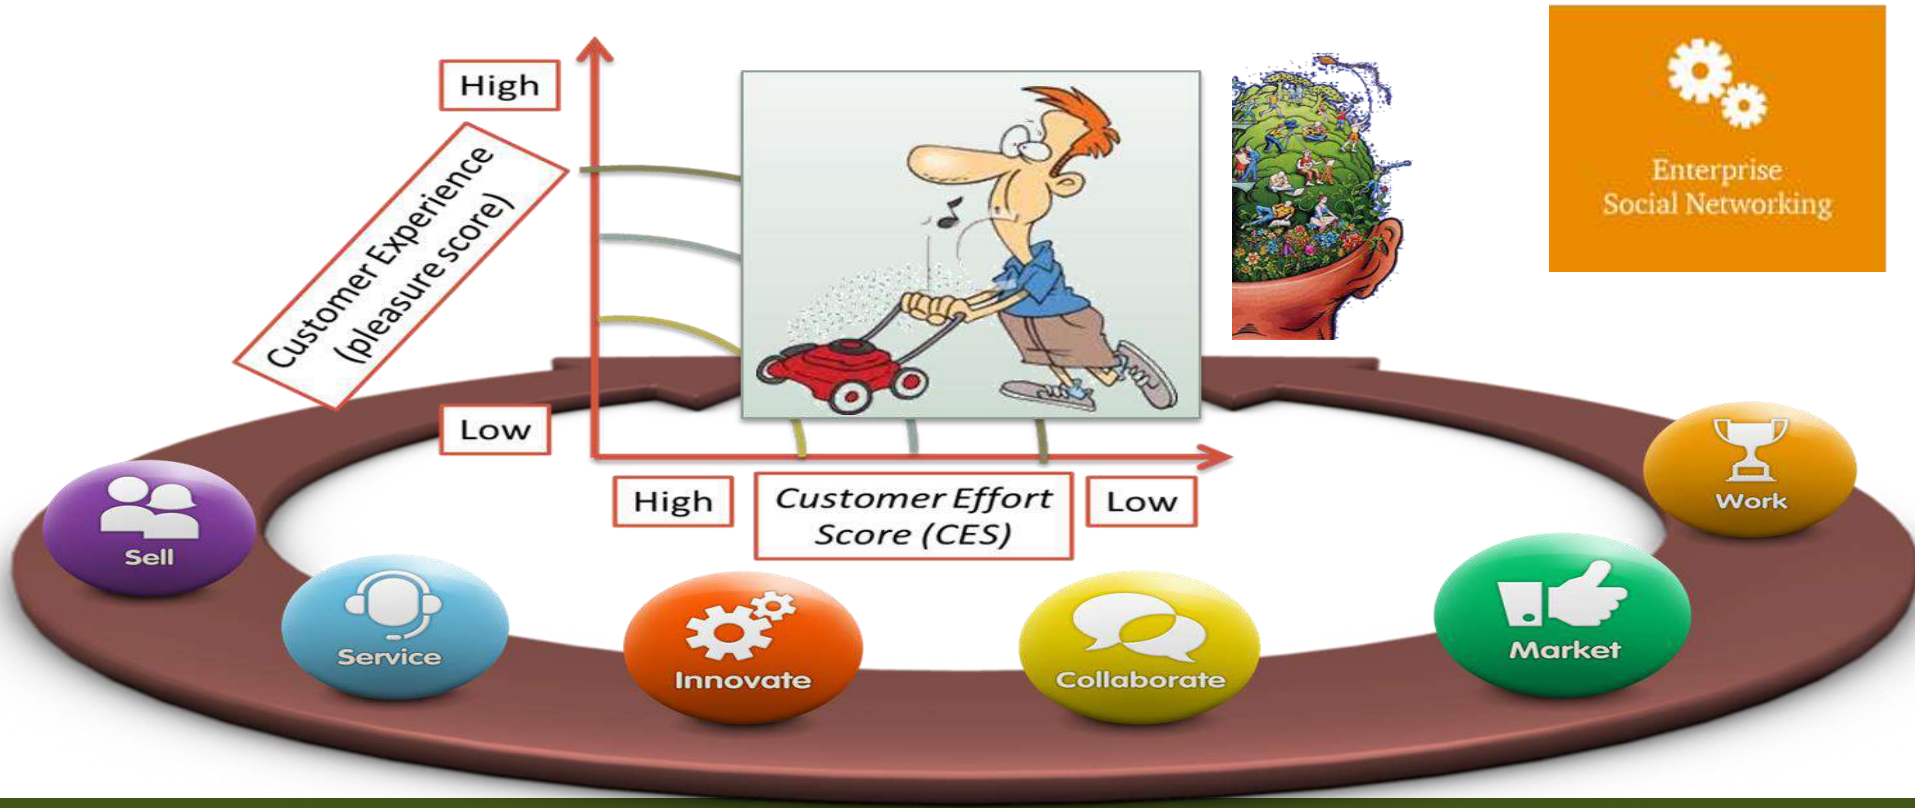 High
Customer Experience
(pleasure score)
Low
High
Customer Effort
Score (CES)
Low
Enterprise
Social Networking
Sell
Service
Innovate
Collaborate
Market
Work